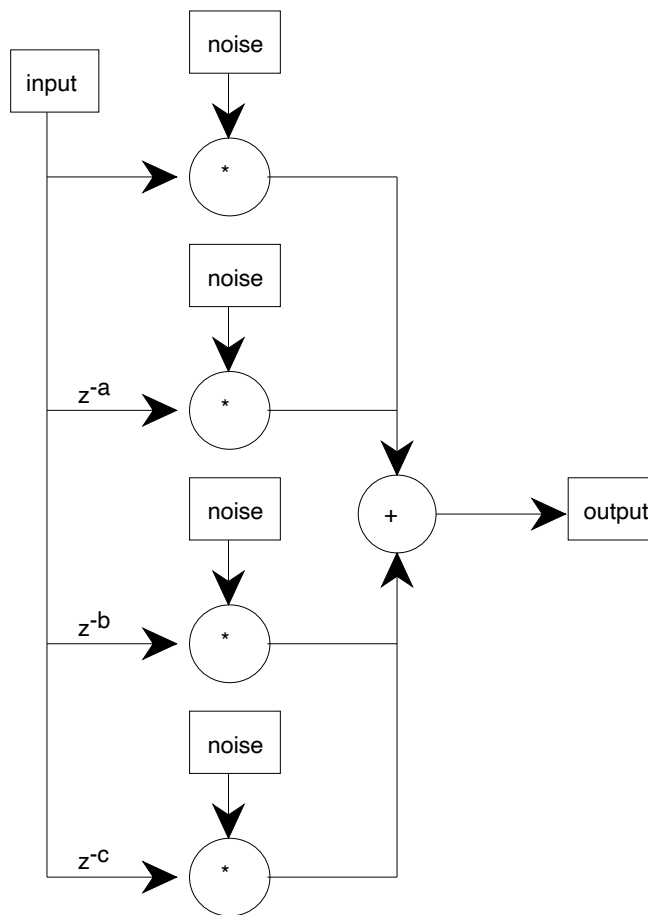 noise
input
*
noise
z-a
*
noise
+
output
z-b
*
noise
z-c
*